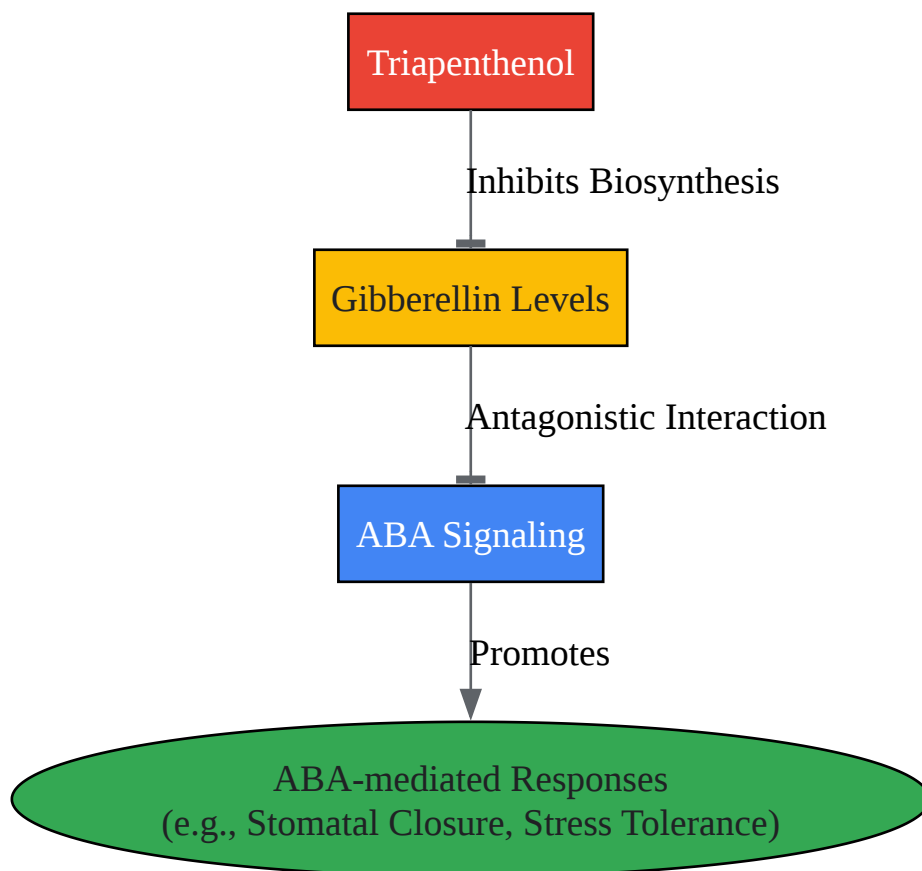 Triapenthenol
Inhibits Biosynthesis
Gibberellin Levels
Antagonistic Interaction
ABA Signaling
Promotes
ABA-mediated Responses
(e.g., Stomatal Closure, Stress Tolerance)